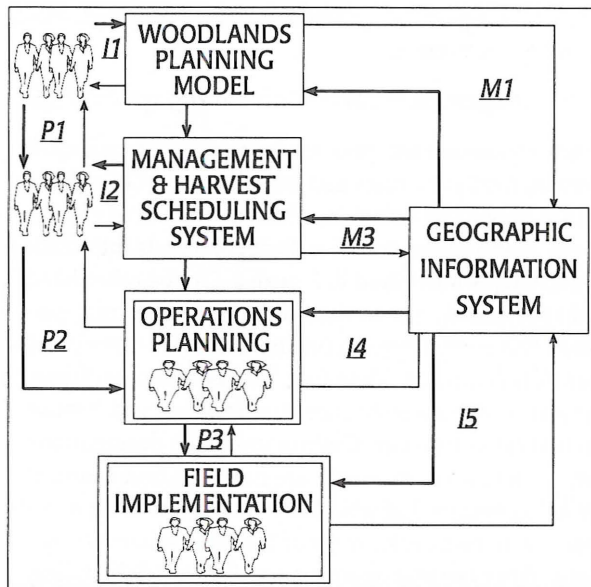 I1
WOODLANDS
PLANNING
MODEL
M1
P1
MANAGEMENT
& HARVEST
SCHEDULING
SYSTEM
I2
M3
GEOGRAPHIC
INFORMATION
SYSTEM
OPERATIONS
PLANNING
P2
I4
I5
P3
FIELD
IMPLEMENTATION